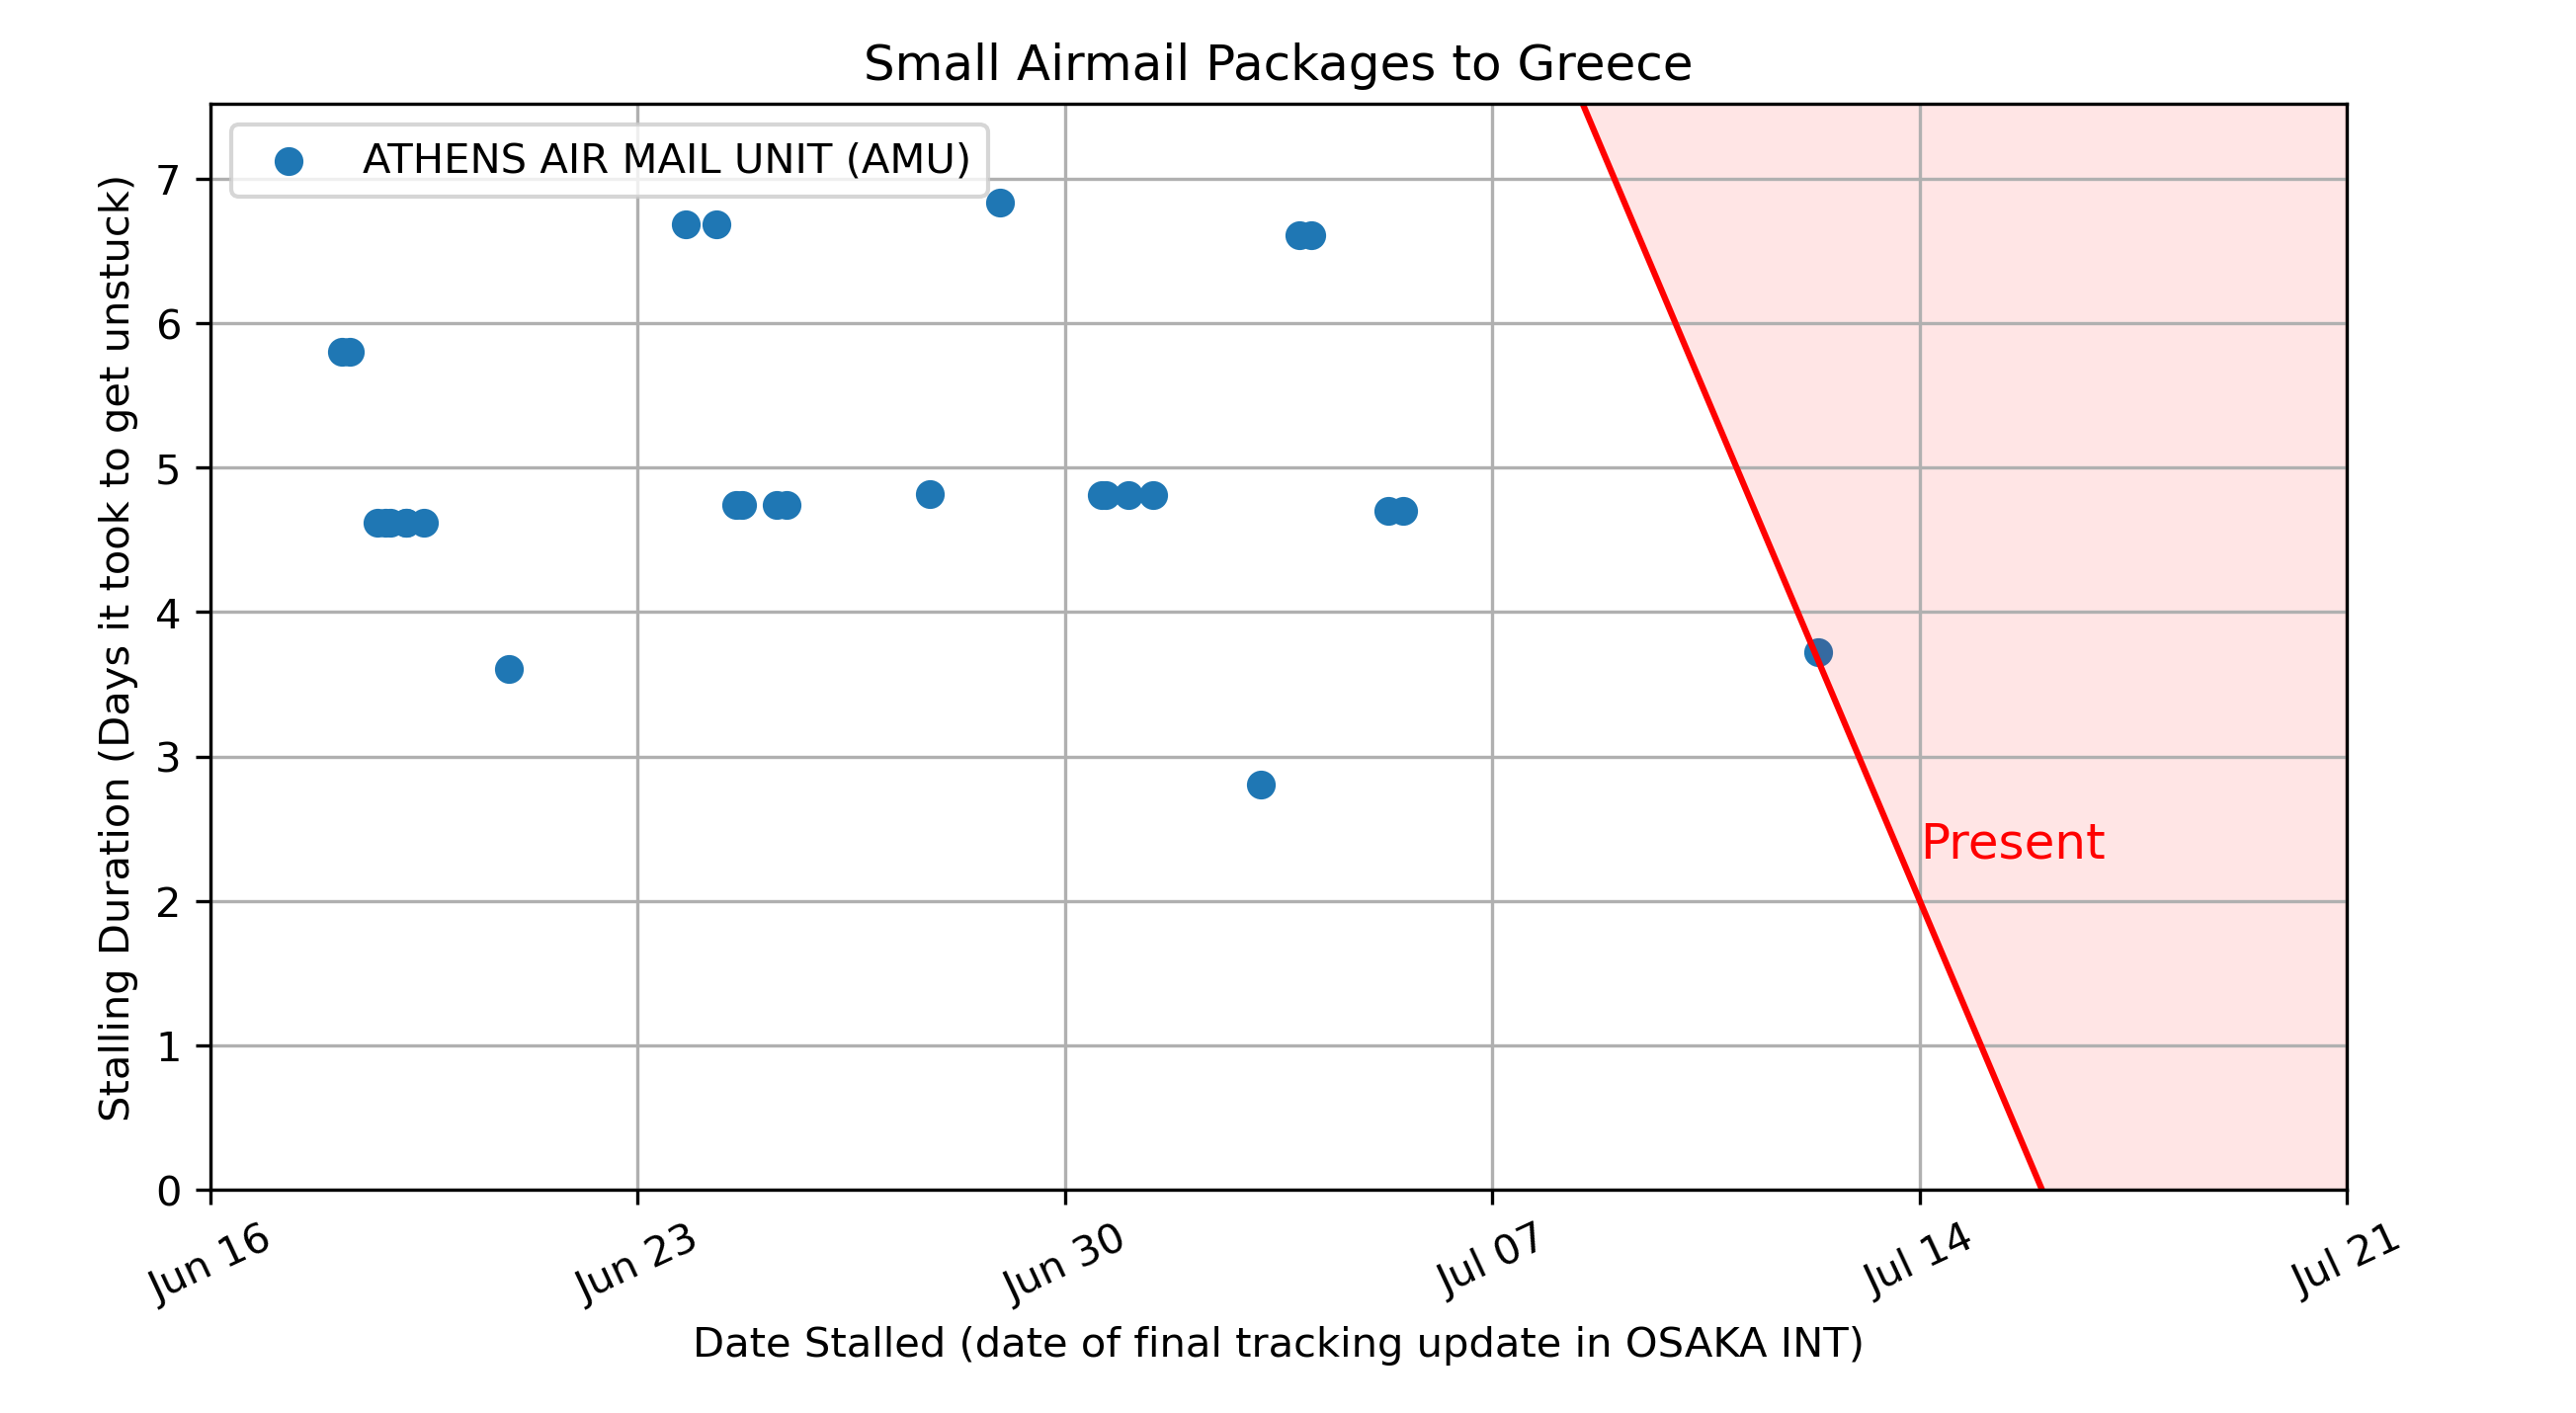 Small Airmail Packages to Greece
ATHENS AIR MAIL UNIT (AMU)
Stalling Duration (Days it took to get unstuck)
7
6
5
4
3
2
1
0
Present
Jun 16
Jun 23
Jun 30
Jul 07
Jul 14
Jul 21
Date Stalled (date of final tracking update in OSAKA INT)